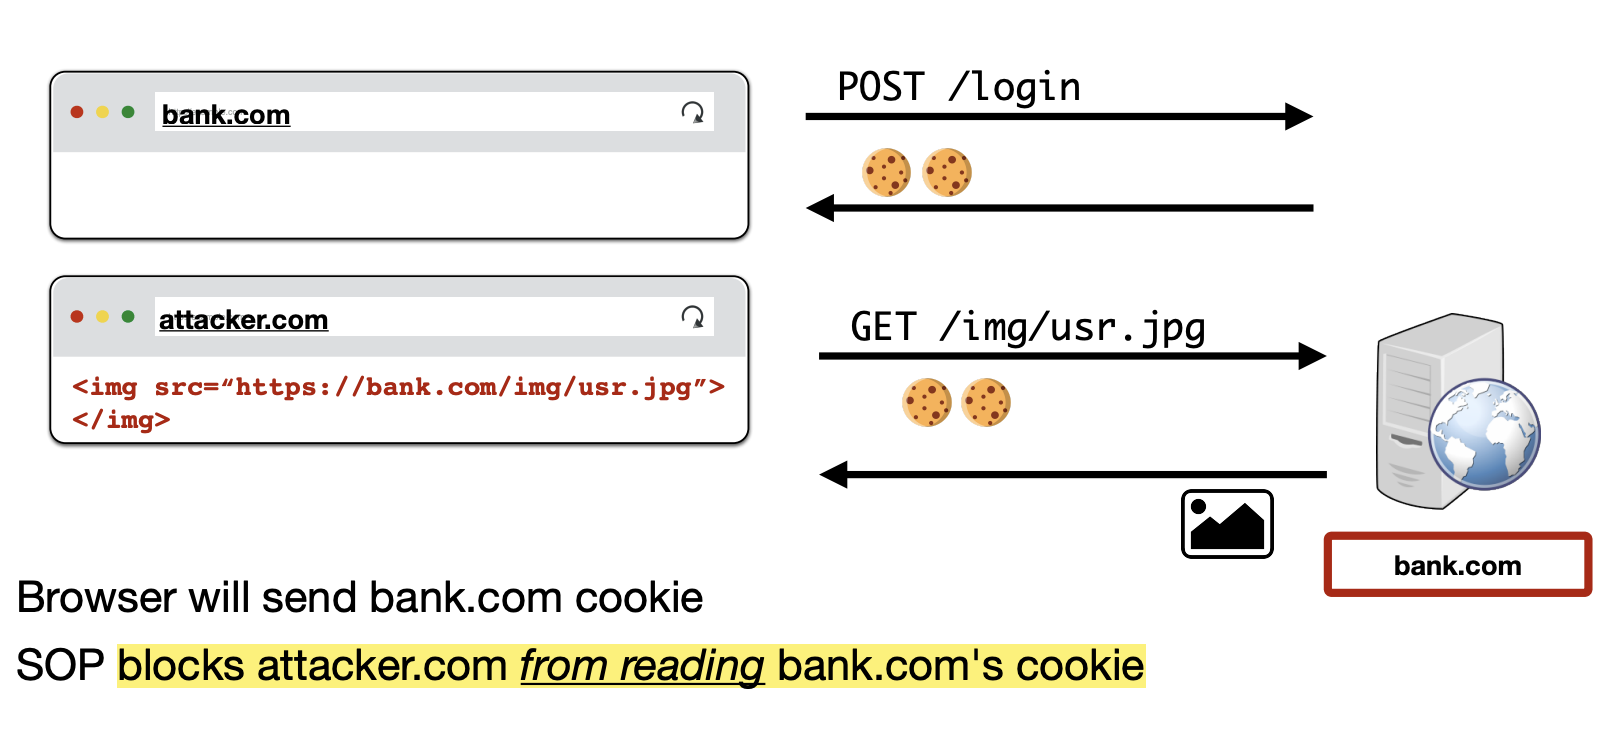 bank.com
POST /login
attacker.com
<img src=“https://bank.com/img/usr.jpg”>
</img>
GET /img/usr.jpg
bank.com
Browser will send bank.com cookie
SOP blocks attacker.com from reading bank.com's cookie